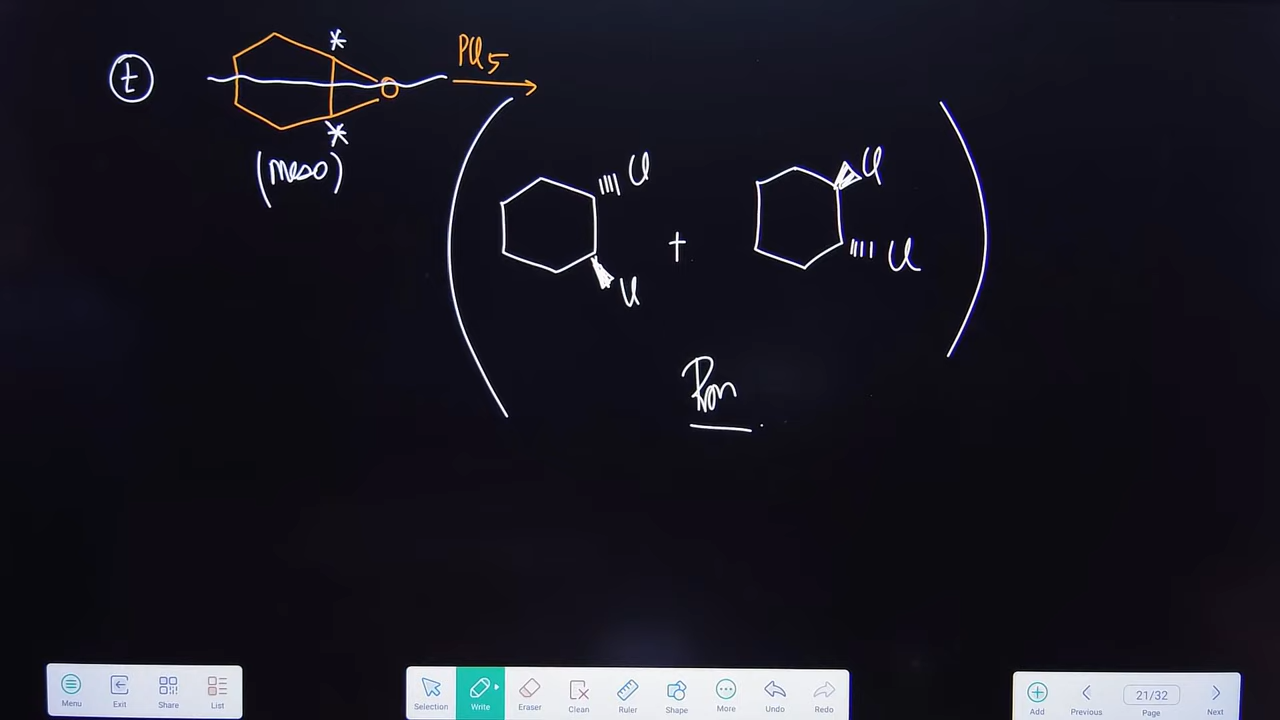 t
*
O
PCl5
*
(meso)
Cl
Cl
+
Cl
Cl
Menu
Exit
Share
List
Selection
Write
Eraser
Clean
Ruler
Shape
More
Undo
Redo
Add
Previous
21/32
Page
Next